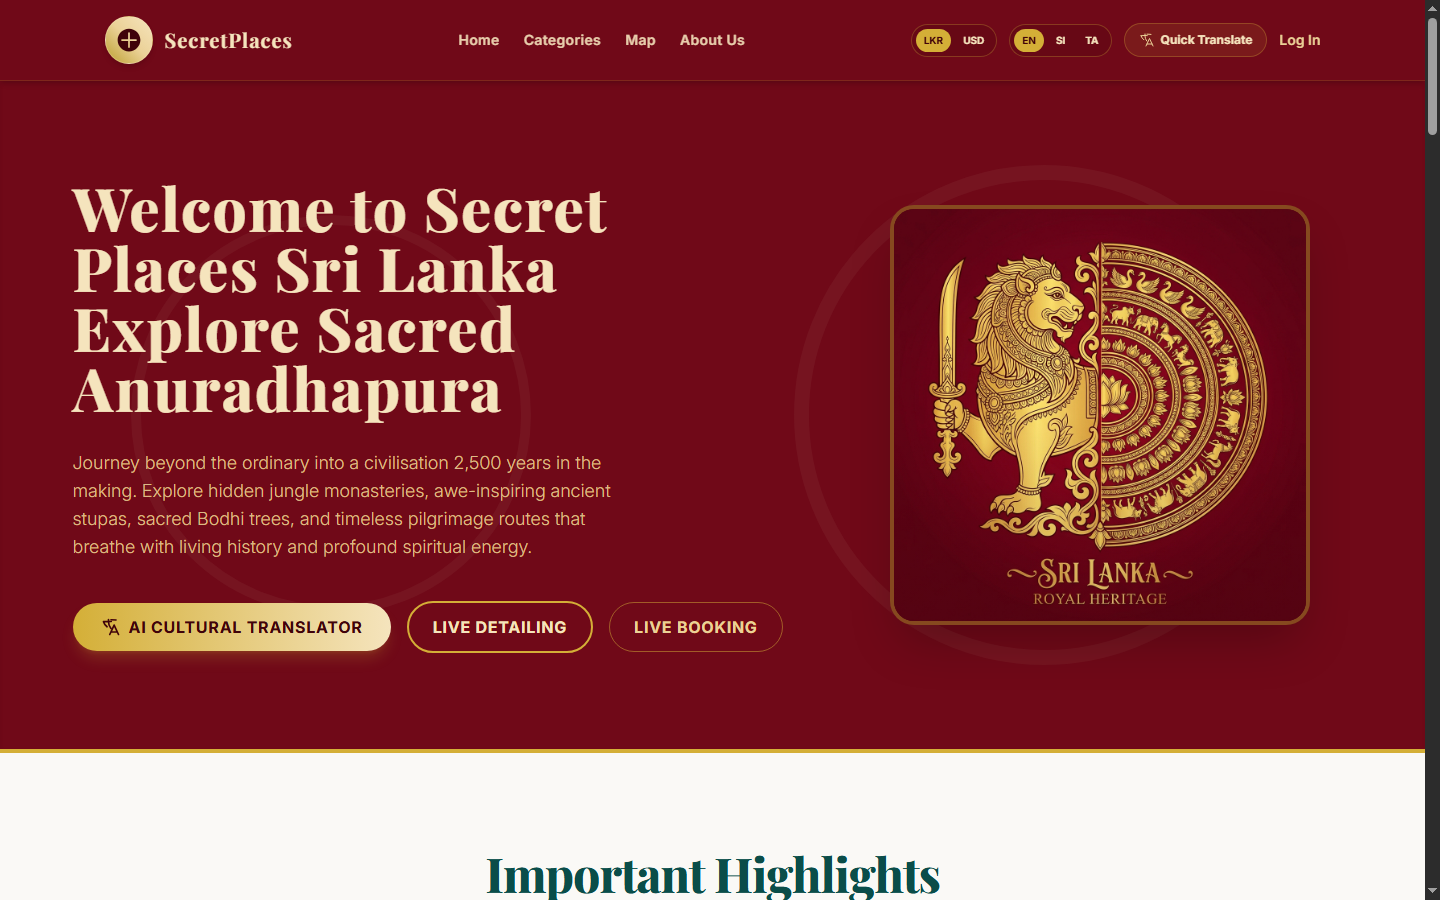 SecretPlaces
Home Categories Map About Us
LKR USD
EN SI TA
Quick Translate
Log In
Welcome to Secret
Places Sri Lanka
Explore Sacred
Anuradhapura
Journey beyond the ordinary into a civilisation 2,500 years in the
making. Explore hidden jungle monasteries, awe-inspiring ancient
stupas, sacred Bodhi trees, and timeless pilgrimage routes that
breathe with living history and profound spiritual energy.
AI CULTURAL TRANSLATOR
LIVE DETAILING
LIVE BOOKING
SRI LANKA
ROYAL HERITAGE
Important Highlights